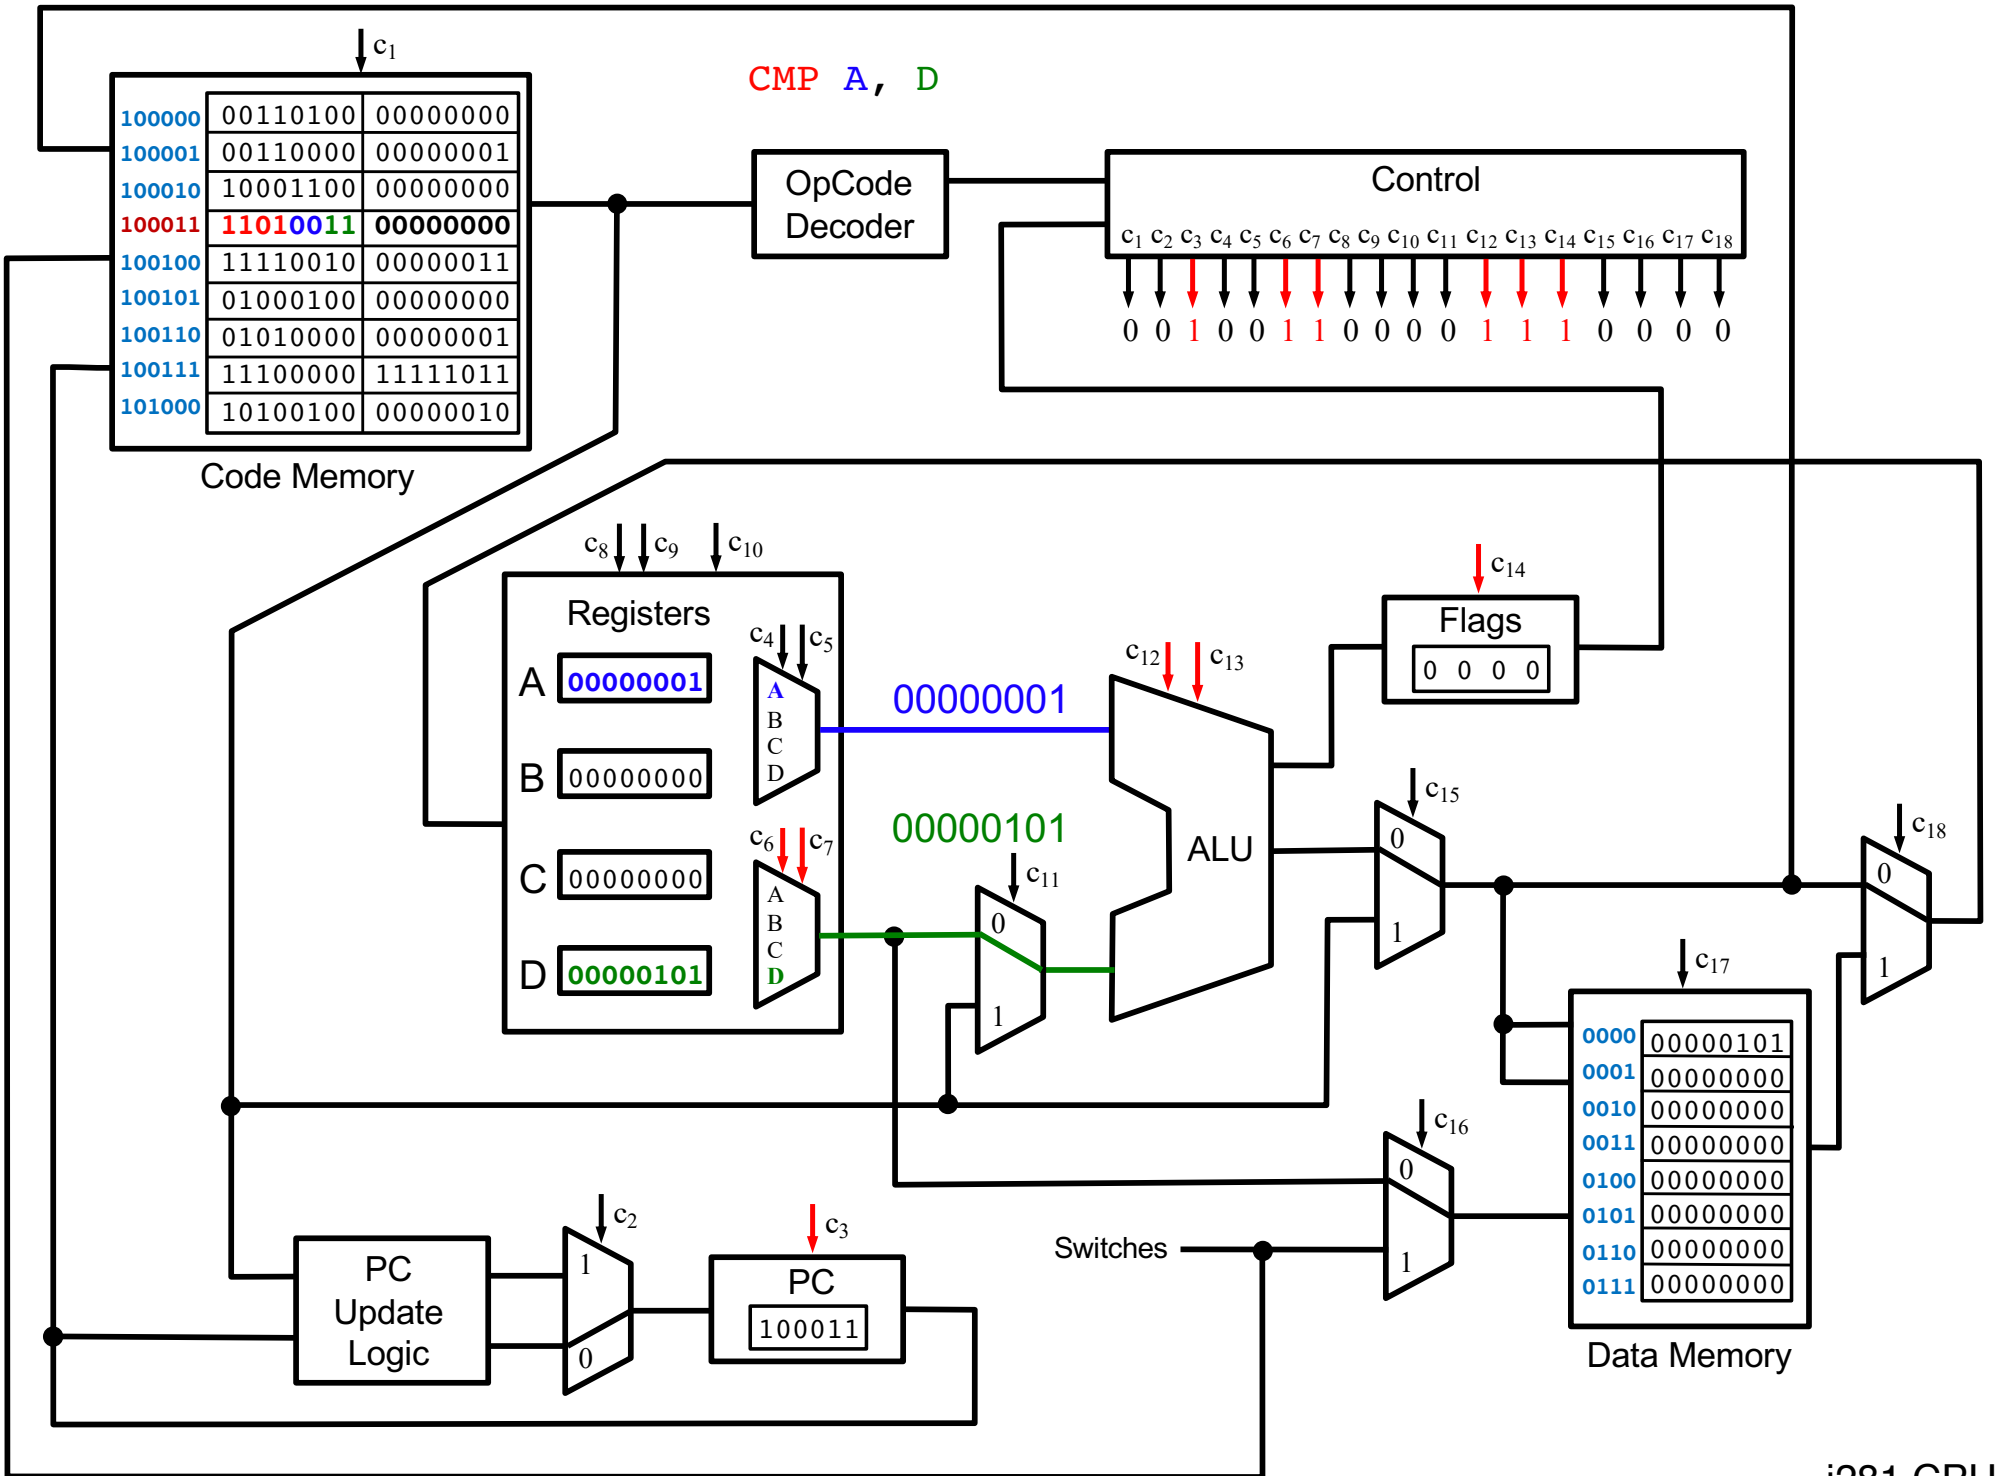 c1
CMP A, D
100000 00110100 00000000
100001 00110000 00000001
100010 10001100 00000000
100011 11010011 00000000
100100 11110010 00000011
100101 01000100 00000000
100110 01010000 00000001
100111 11100000 11111011
101000 10100100 00000010
Code Memory
OpCode
Decoder
Control
c1 c2 c3 c4 c5 c6 c7 c8 c9 c10 c11 c12 c13 c14 c15 c16 c17 c18
0 0 1 0 0 1 1 0 0 0 0 1 1 1 0 0 0 0
c8 c9 c10
Registers
A 00000001
B 00000000
C 00000000
D 00000101
c4 c5
A
B
C
D
c6 c7
A
B
C
D
00000001
00000101
c11
0
1
c12 c13
ALU
c14
Flags
0 0 0 0
c15
0
1
c18
0
1
c17
0000 00000101
0001 00000000
0010 00000000
0011 00000000
0100 00000000
0101 00000000
0110 00000000
0111 00000000
Data Memory
c16
0
1
Switches
PC
Update
Logic
c2
1
0
c3
PC
100011